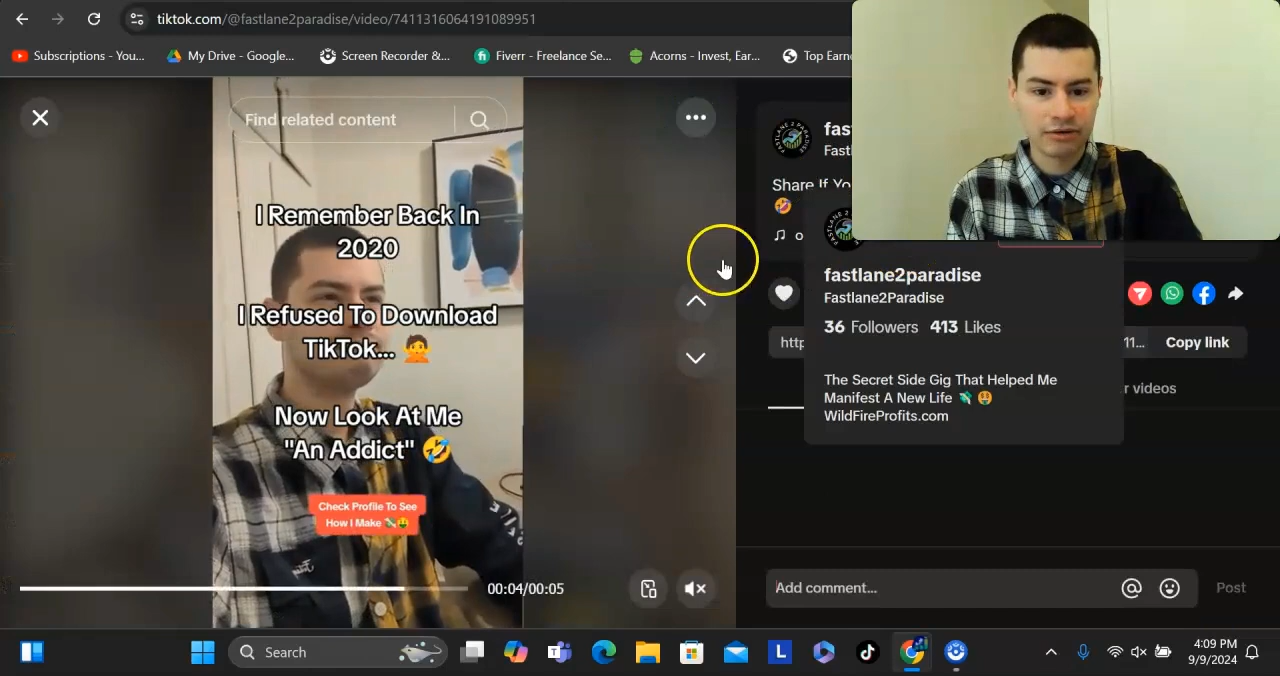 tiktok.com/@fastlane2paradise/video/7411316064191089951
Subscriptions - You...
My Drive - Google...
Screen Recorder &...
Fiverr - Freelance Se...
Acorns - Invest, Ear...
Top Earn
Find related content
I Remember Back In
2020
I Refused To Download
TikTok... 🙅
Now Look At Me
"An Addict" 🤣
Check Profile To See
How I Make 💸🤑
00:04/00:05
fas
Fastl
Share If Yo
🤣
♫ o
fastlane2paradise
Fastlane2Paradise
36 Followers 413 Likes
The Secret Side Gig That Helped Me
Manifest A New Life 💸 🤑
WildFireProfits.com
http
11...
Copy link
r videos
Add comment...
Post
Search
4:09 PM
9/9/2024